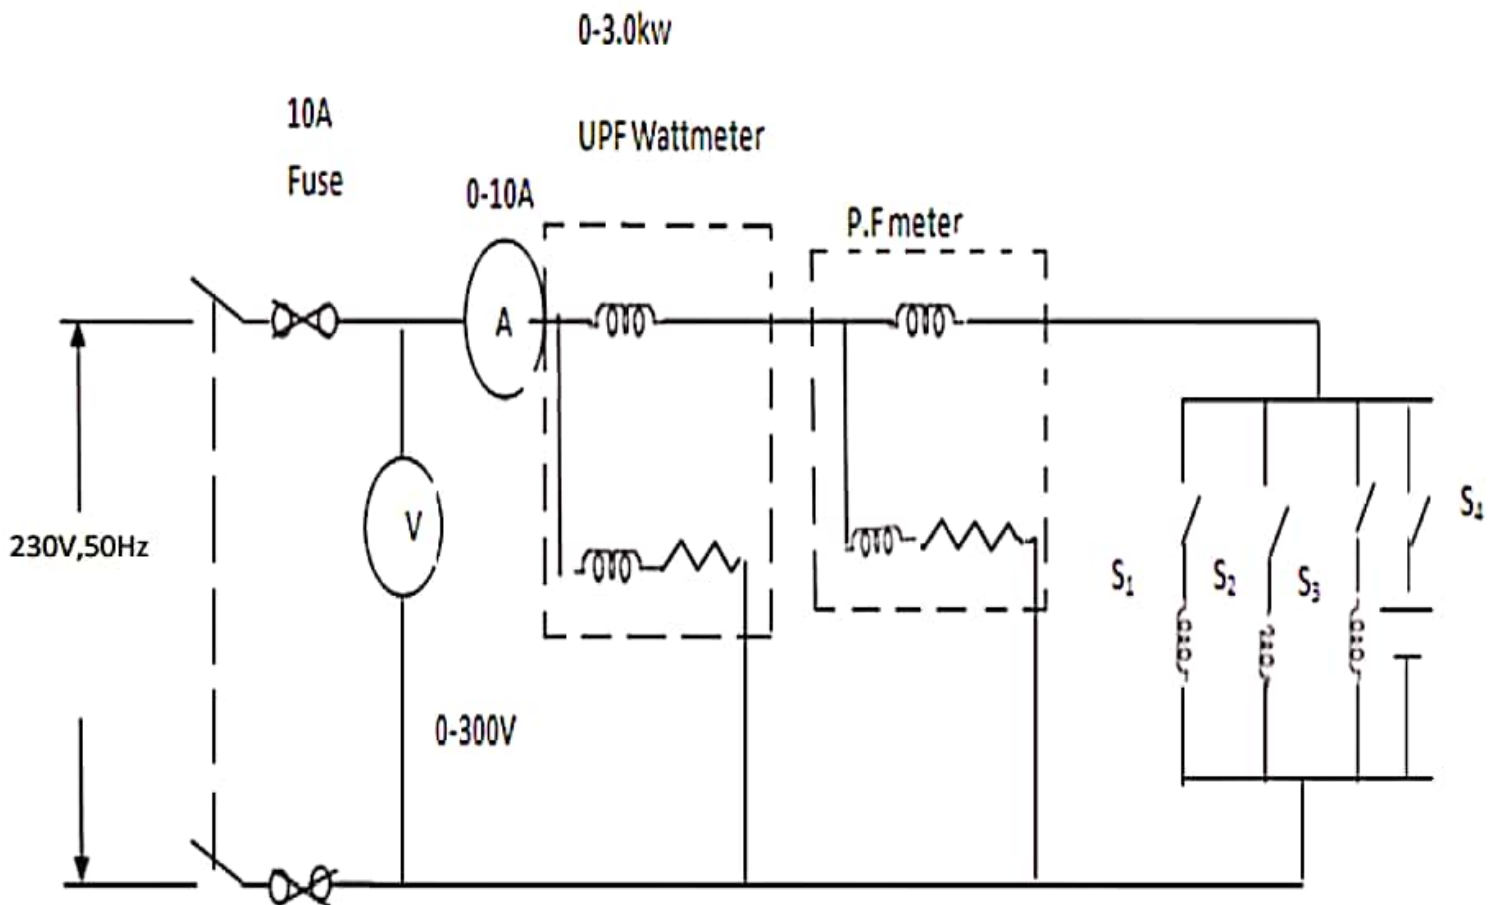 0-3.0kw
10A
Fuse
UPF Wattmeter
0-10A
P.F meter
A
V
230V,50Hz
S₁
S₂
S₃
S₄
0-300V